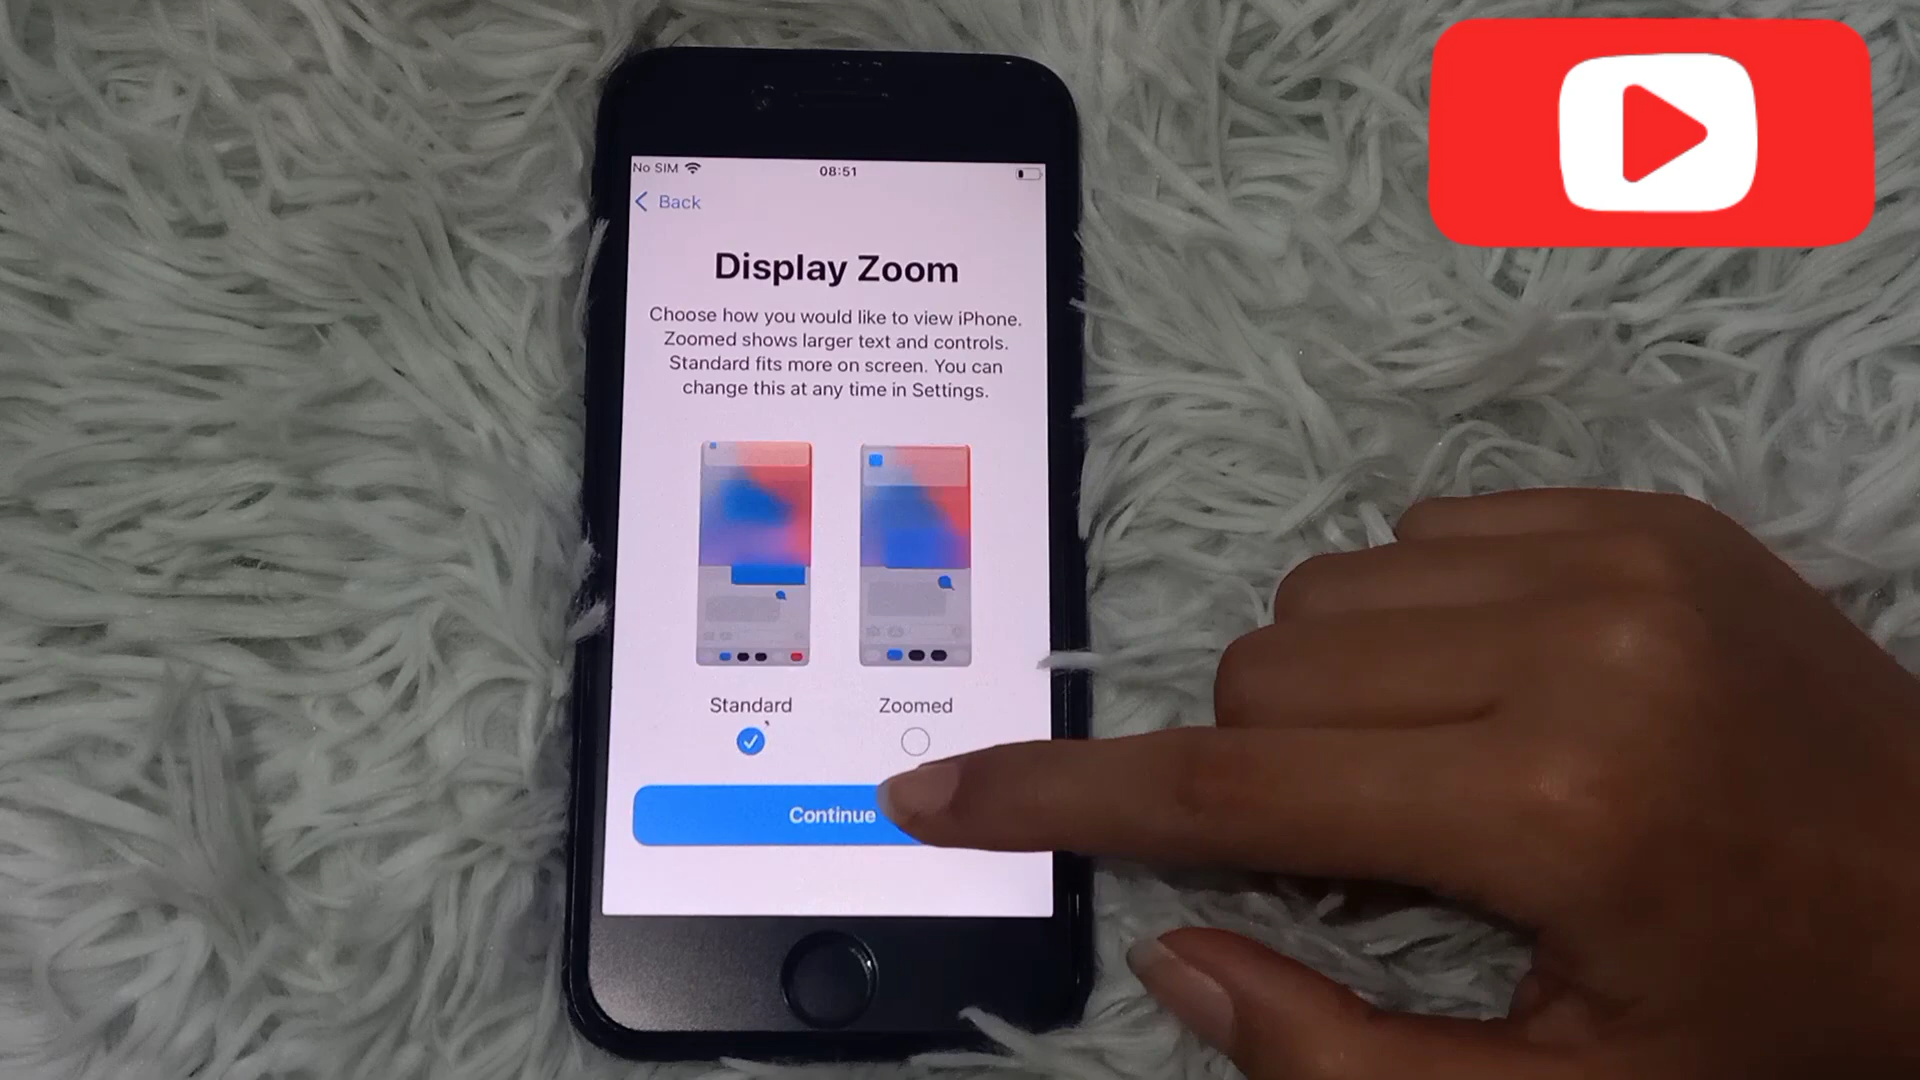 No SIM
08:51
Back
Display Zoom
Choose how you would like to view iPhone.
Zoomed shows larger text and controls.
Standard fits more on screen. You can
change this at any time in Settings.
Standard
Zoomed
Continue